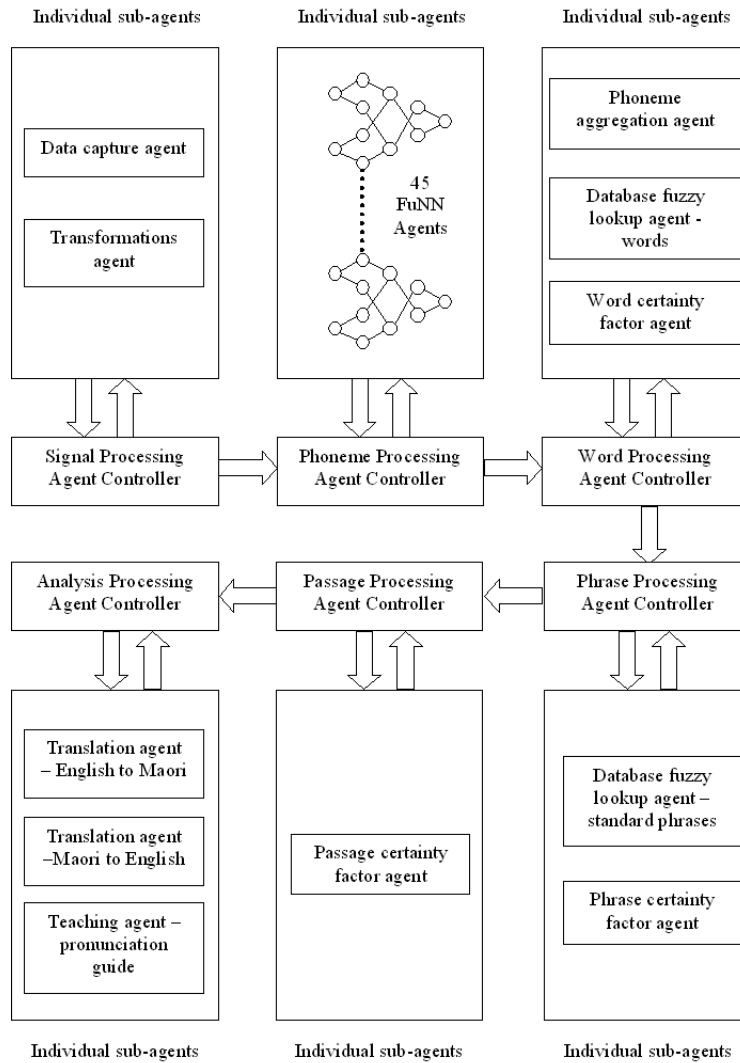 Individual sub-agents
Individual sub-agents
Individual sub-agents
Data capture agent
Transformations
agent
45
FuNN
Agents
Phoneme
aggregation agent
Database fuzzy
lookup agent -
words
Word certainty
factor agent
Signal Processing
Agent Controller
Phoneme Processing
Agent Controller
Word Processing
Agent Controller
Analysis Processing
Agent Controller
Passage Processing
Agent Controller
Phrase Processing
Agent Controller
Translation agent
– English to Maori
Translation agent
–Maori to English
Teaching agent –
pronunciation
guide
Passage certainty
factor agent
Database fuzzy
lookup agent –
standard phrases
Phrase certainty
factor agent
Individual sub-agents
Individual sub-agents
Individual sub-agents